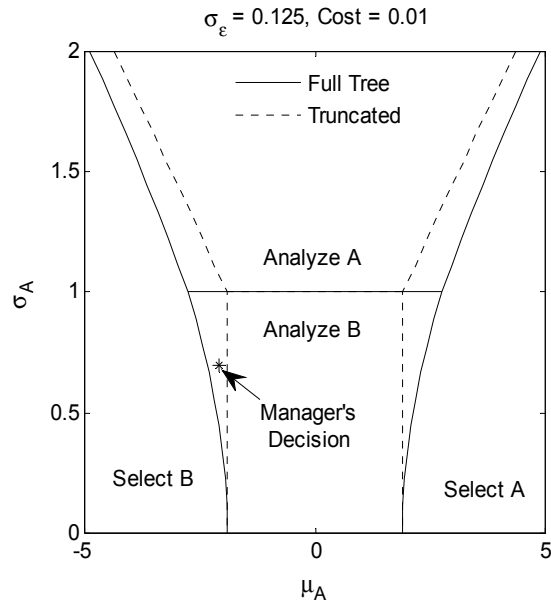 σε = 0.125, Cost = 0.01
2
Full Tree
Truncated
1.5
Analyze A
σA
1
Analyze B
0.5
Manager's
Decision
Select B
Select A
0
-5
0
5
μA